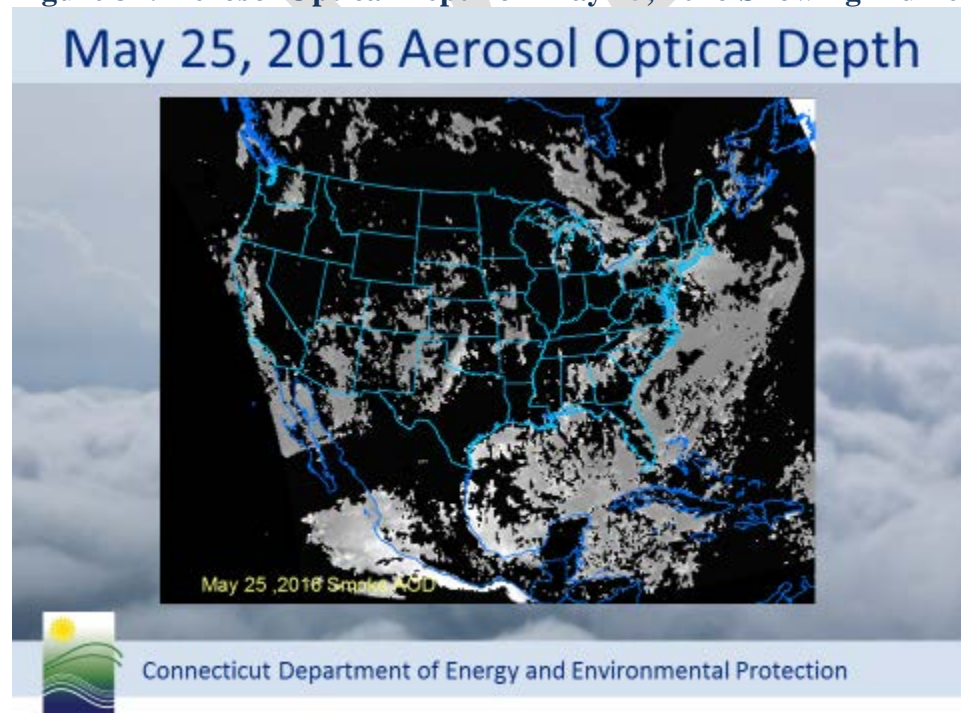 May 25, 2016 Aerosol Optical Depth
May 25 ,2016 Smoke AOD
Connecticut Department of Energy and Environmental Protection